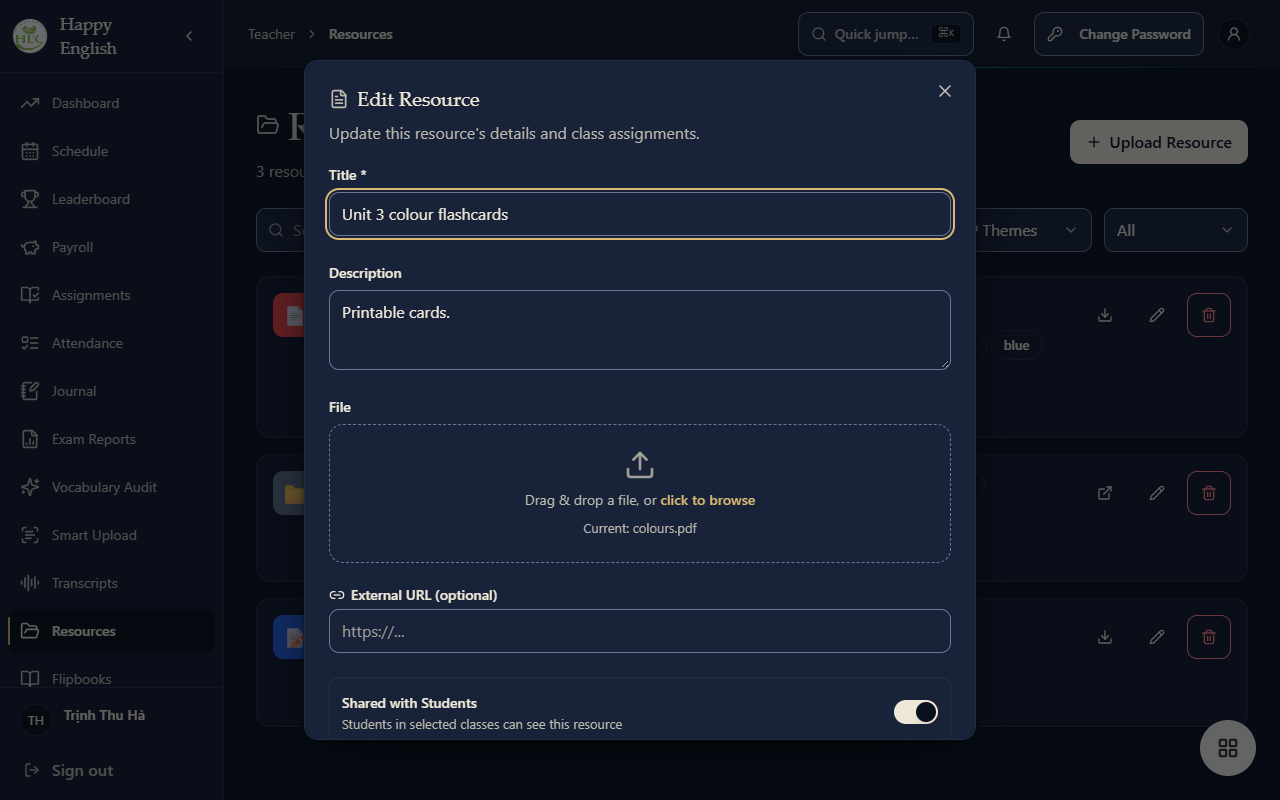 HEC
Happy
English
Teacher
Resources
Quick jump...
⌘K
Change Password
Dashboard
Schedule
Leaderboard
Payroll
Assignments
Attendance
Journal
Exam Reports
Vocabulary Audit
Smart Upload
Transcripts
Resources
Flipbooks
TH
Trịnh Thu Hà
Sign out
3 resou
Upload Resource
Themes
All
blue
Edit Resource
Update this resource's details and class assignments.
Title *
Unit 3 colour flashcards
Description
Printable cards.
File
Drag & drop a file, or click to browse
Current: colours.pdf
External URL (optional)
https://...
Shared with Students
Students in selected classes can see this resource